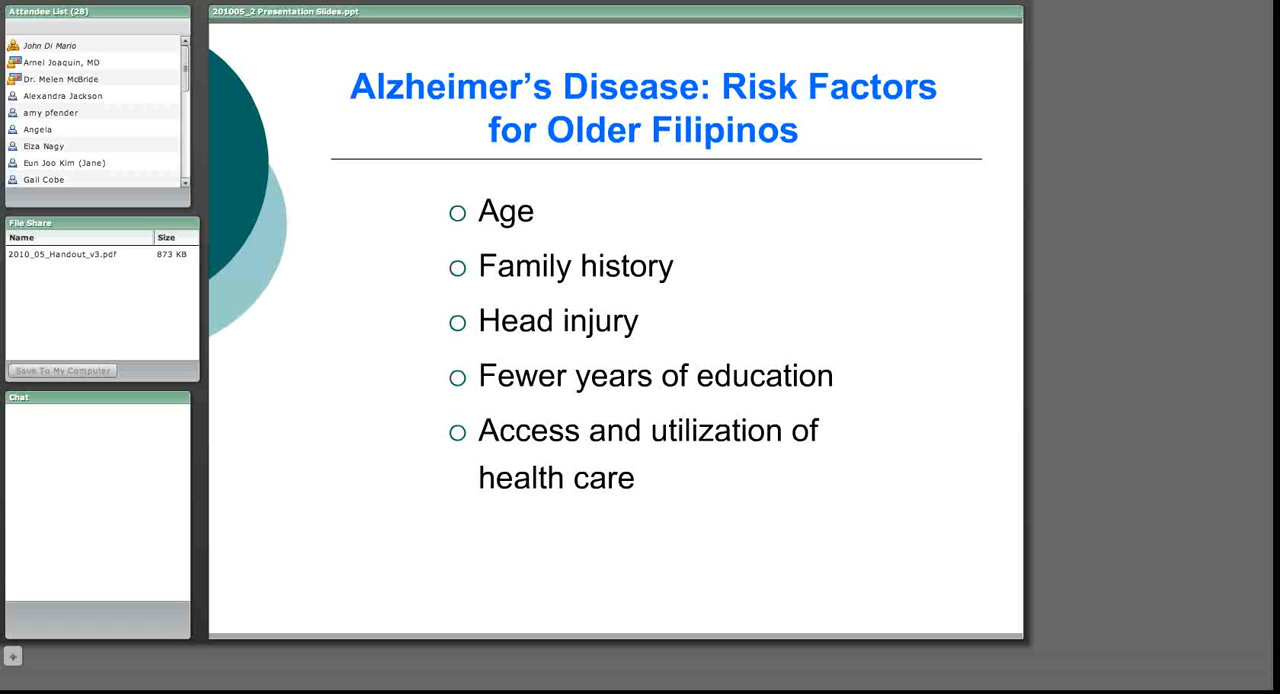 Attendee List (28)
John Di Mario
Arnel Joaquin, MD
Dr. Melen McBride
Alexandra Jackson
amy pfender
Angela
Elza Nagy
Eun Joo Kim (Jane)
Gail Cobe
File Share
Name Size
2010_05_Handout_v3.pdf 873 KB
Save To My Computer
Chat
201005_2 Presentation Slides.ppt
Alzheimer's Disease: Risk Factors
for Older Filipinos
Age
Family history
Head injury
Fewer years of education
Access and utilization of
health care